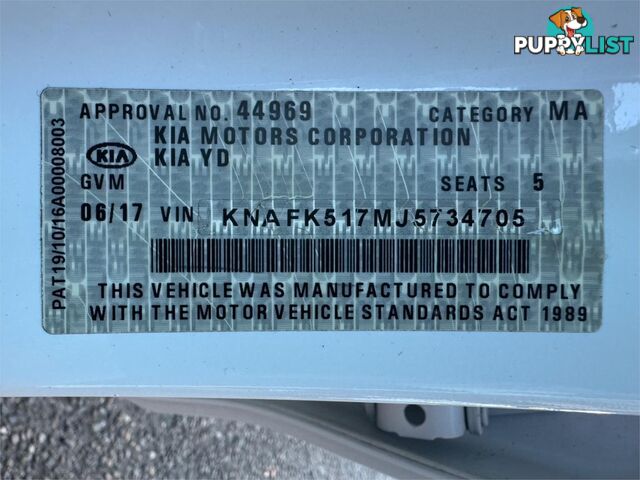 PUPPYLIST
APPROVAL NO. 44969 CATEGORY MA
KIA MOTORS CORPORATION
KIA KIA YD
GVM SEATS 5
06/17 VIN KNAFK517MJ5734705
THIS VEHICLE WAS MANUFACTURED TO COMPLY
WITH THE MOTOR VEHICLE STANDARDS ACT 1989
PAT19/10/16A00008003